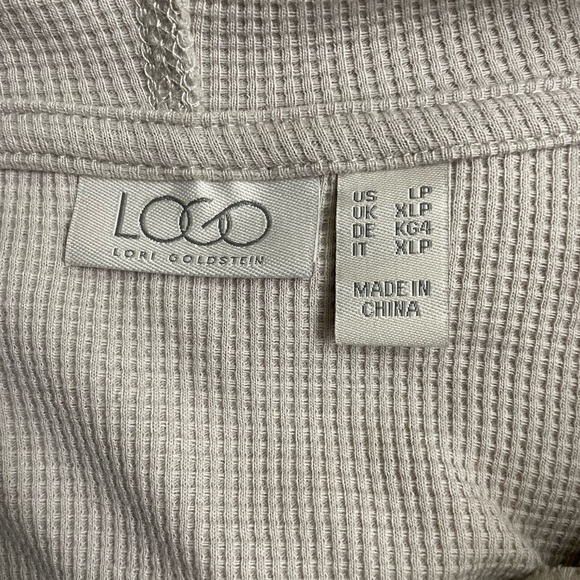 LOGO
LORI GOLDSTEIN
US LP
UK XLP
DE KG4
IT XLP
MADE IN
CHINA